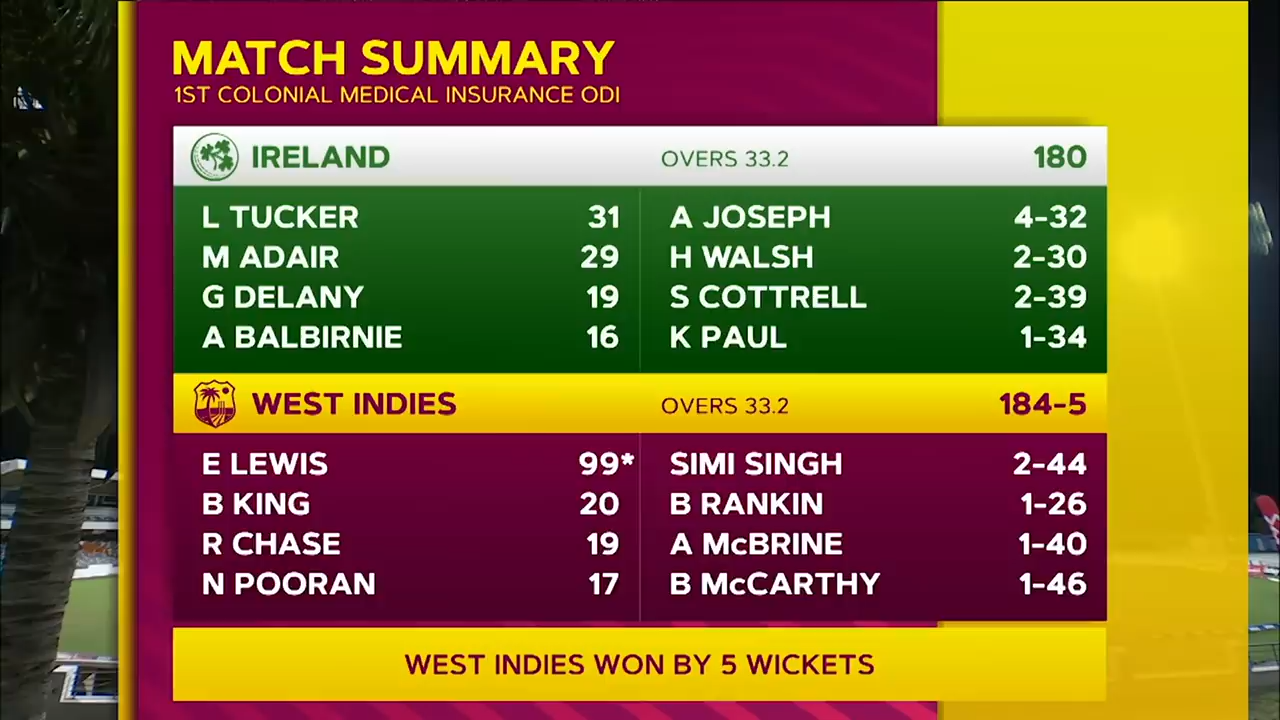 MATCH SUMMARY
1ST COLONIAL MEDICAL INSURANCE ODI
IRELAND OVERS 33.2 180
L TUCKER 31 A JOSEPH 4-32
M ADAIR 29 H WALSH 2-30
G DELANY 19 S COTTRELL 2-39
A BALBIRNIE 16 K PAUL 1-34
WEST INDIES OVERS 33.2 184-5
E LEWIS 99* SIMI SINGH 2-44
B KING 20 B RANKIN 1-26
R CHASE 19 A McBRINE 1-40
N POORAN 17 B McCARTHY 1-46
WEST INDIES WON BY 5 WICKETS